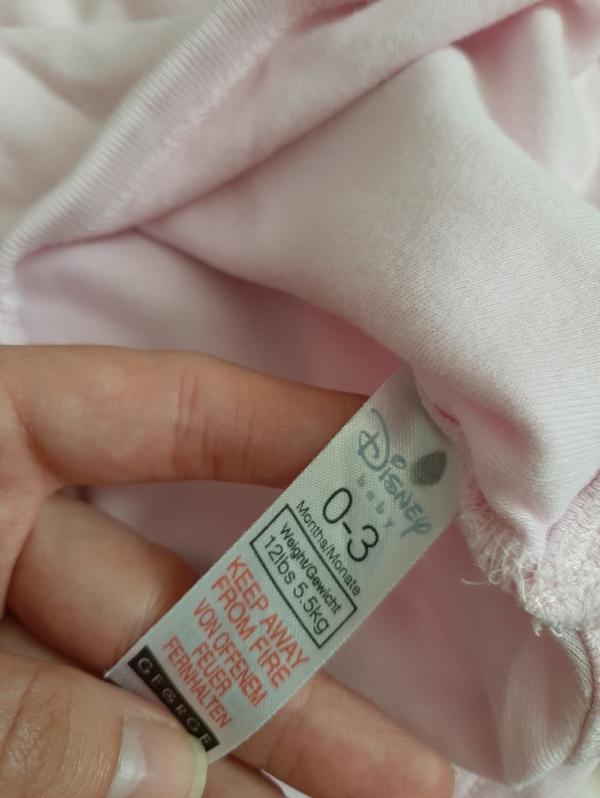 Disney
baby
0-3
Months/Monate
Weight/Gewicht
12lbs 5.5kg
KEEP AWAY
FROM FIRE
VON OFFENEM
FEUER
FERNHALTEN
GEORGE